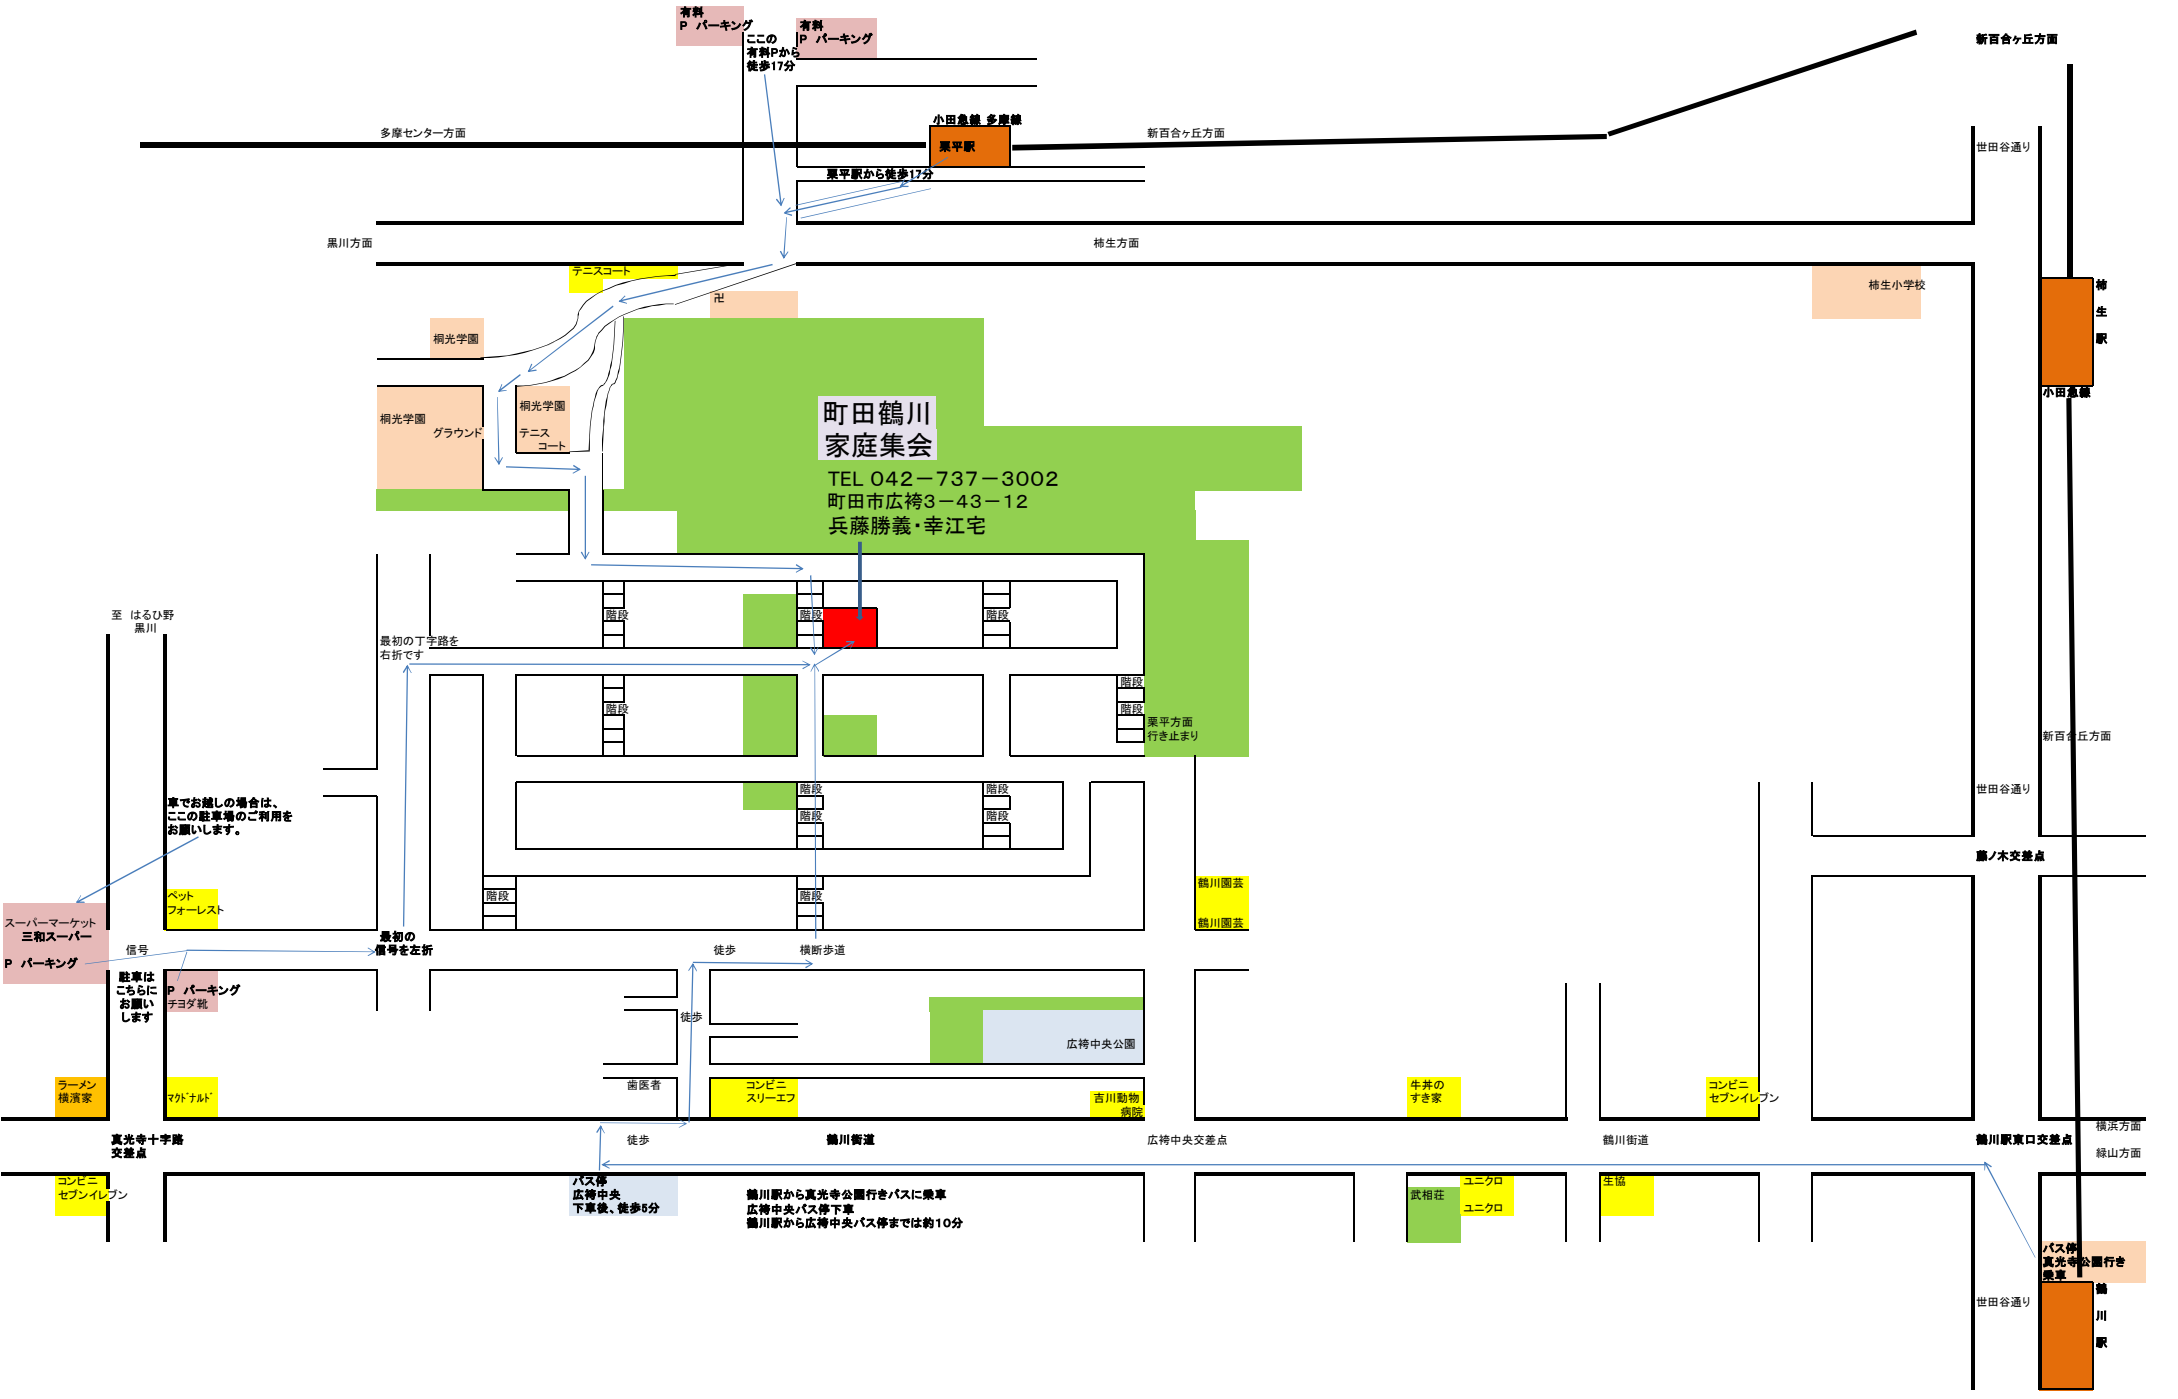 有料
P パーキング
有料
P パーキング
ここの
有料Pから
徒歩17分
新百合ヶ丘方面
小田急線 多摩線
多摩センター方面
栗平駅
新百合ヶ丘方面
世田谷通り
栗平駅から徒歩17分
黒川方面
柿生方面
テニスコート
卍
柿生小学校
柿生駅
小田急線
桐光学園
桐光学園
グラウンド
桐光学園
テニス
コート
町田鶴川
家庭集会
TEL 042-737-3002
町田市広袴3-43-12
兵藤勝義・幸江宅
至 はるひ野
黒川
階段
階段
階段
最初の丁字路を
右折です
階段
階段
階段
栗平方面
行き止まり
新百合ヶ丘方面
世田谷通り
車でお越しの場合は、
ここの駐車場のご利用を
お願いします。
階段
階段
階段
階段
藤ノ木交差点
ペット
フォーレスト
階段
階段
鶴川園芸
鶴川園芸
スーパーマーケット
三和スーパー
P パーキング
信号
最初の
信号を左折
徒歩
横断歩道
駐車は
こちらに
お願い
します
P パーキング
チヨダ靴
徒歩
広袴中央公園
ラーメン
横濱家
マクドナルド
歯医者
コンビニ
スリーエフ
吉川動物
病院
牛丼の
すき家
コンビニ
セブンイレブン
真光寺十字路
交差点
徒歩
鶴川街道
広袴中央交差点
鶴川街道
鶴川駅東口交差点
横浜方面
緑山方面
コンビニ
セブンイレブン
バス停
広袴中央
下車後、徒歩5分
鶴川駅から真光寺公園行きバスに乗車
広袴中央バス停下車
鶴川駅から広袴中央バス停までは約10分
武相荘
ユニクロ
ユニクロ
生協
バス停
真光寺公園行き
乗車
世田谷通り
鶴川駅